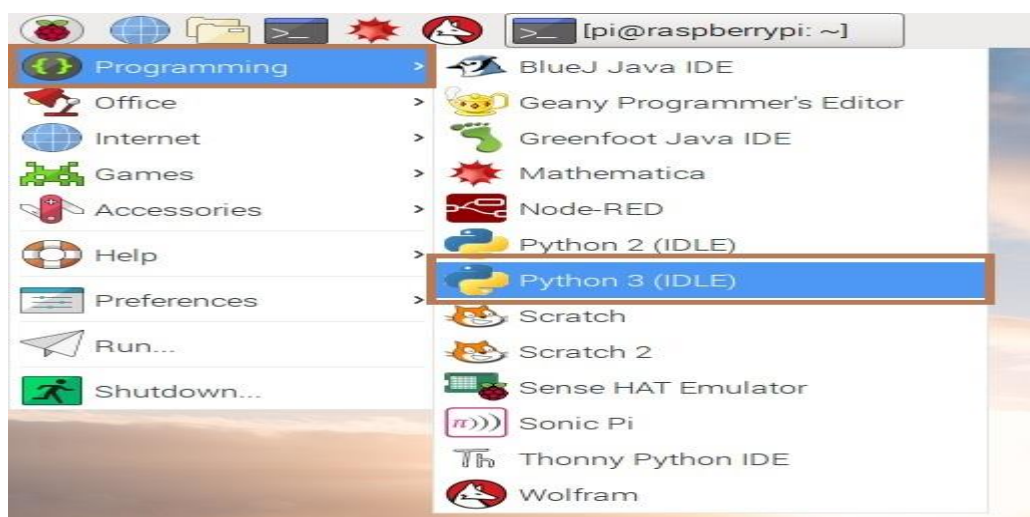 [pi@raspberrypi: ~]
Programming
Office
Internet
Games
Accessories
Help
Preferences
Run...
Shutdown...
BlueJ Java IDE
Geany Programmer's Editor
Greenfoot Java IDE
Mathematica
Node-RED
Python 2 (IDLE)
Python 3 (IDLE)
Scratch
Scratch 2
Sense HAT Emulator
Sonic Pi
Thonny Python IDE
Wolfram